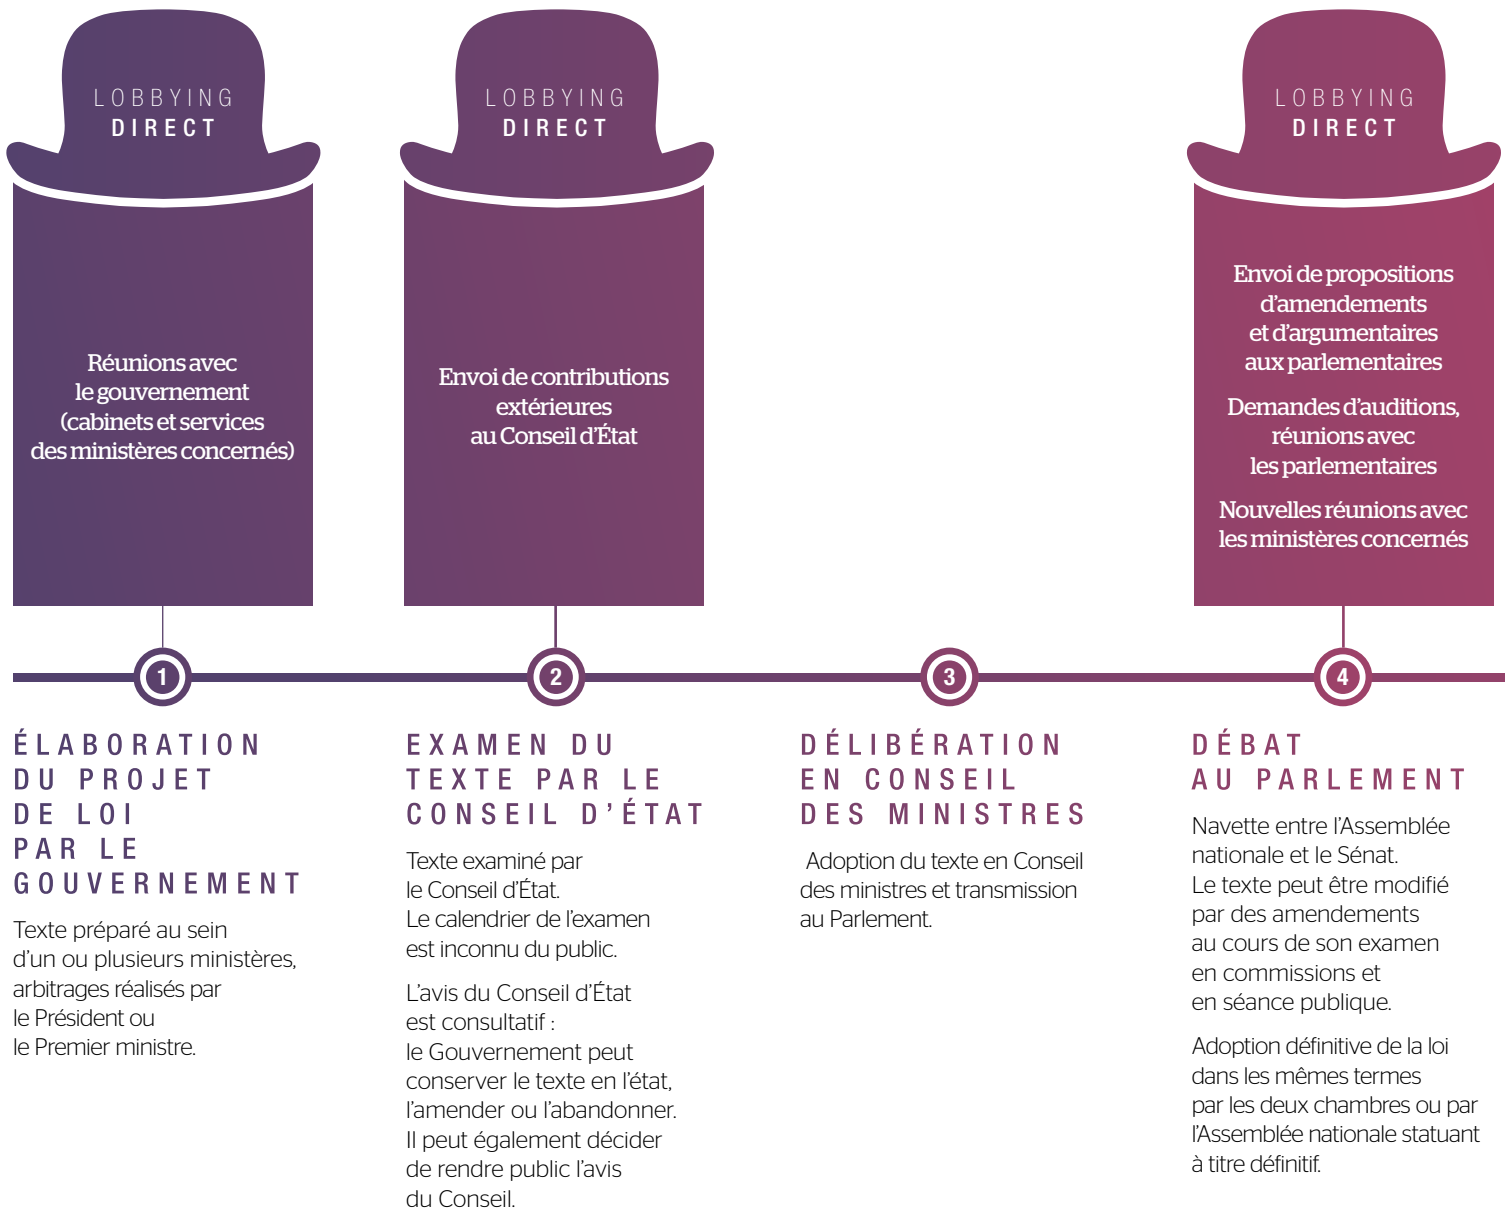 LOBBYING
DIRECT
Réunions avec
le gouvernement
(cabinets et services
des ministères concernés)
LOBBYING
DIRECT
Envoi de contributions
extérieures
au Conseil d’État
LOBBYING
DIRECT
Envoi de propositions
d’amendements
et d’argumentaires
aux parlementaires
Demandes d’auditions,
réunions avec
les parlementaires
Nouvelles réunions avec
les ministères concernés
1
ÉLABORATION
DU PROJET
DE LOI
PAR LE
GOUVERNEMENT
Texte préparé au sein
d’un ou plusieurs ministères,
arbitrages réalisés par
le Président ou
le Premier ministre.
2
EXAMEN DU
TEXTE PAR LE
CONSEIL D’ÉTAT
Texte examiné par
le Conseil d’État.
Le calendrier de l’examen
est inconnu du public.
L’avis du Conseil d’État
est consultatif :
le Gouvernement peut
conserver le texte en l’état,
l’amender ou l’abandonner.
Il peut également décider
de rendre public l’avis
du Conseil.
3
DÉLIBÉRATION
EN CONSEIL
DES MINISTRES
Adoption du texte en Conseil
des ministres et transmission
au Parlement.
4
DÉBAT
AU PARLEMENT
Navette entre l’Assemblée
nationale et le Sénat.
Le texte peut être modifié
par des amendements
au cours de son examen
en commissions et
en séance publique.
Adoption définitive de la loi
dans les mêmes termes
par les deux chambres ou par
l’Assemblée nationale statuant
à titre définitif.